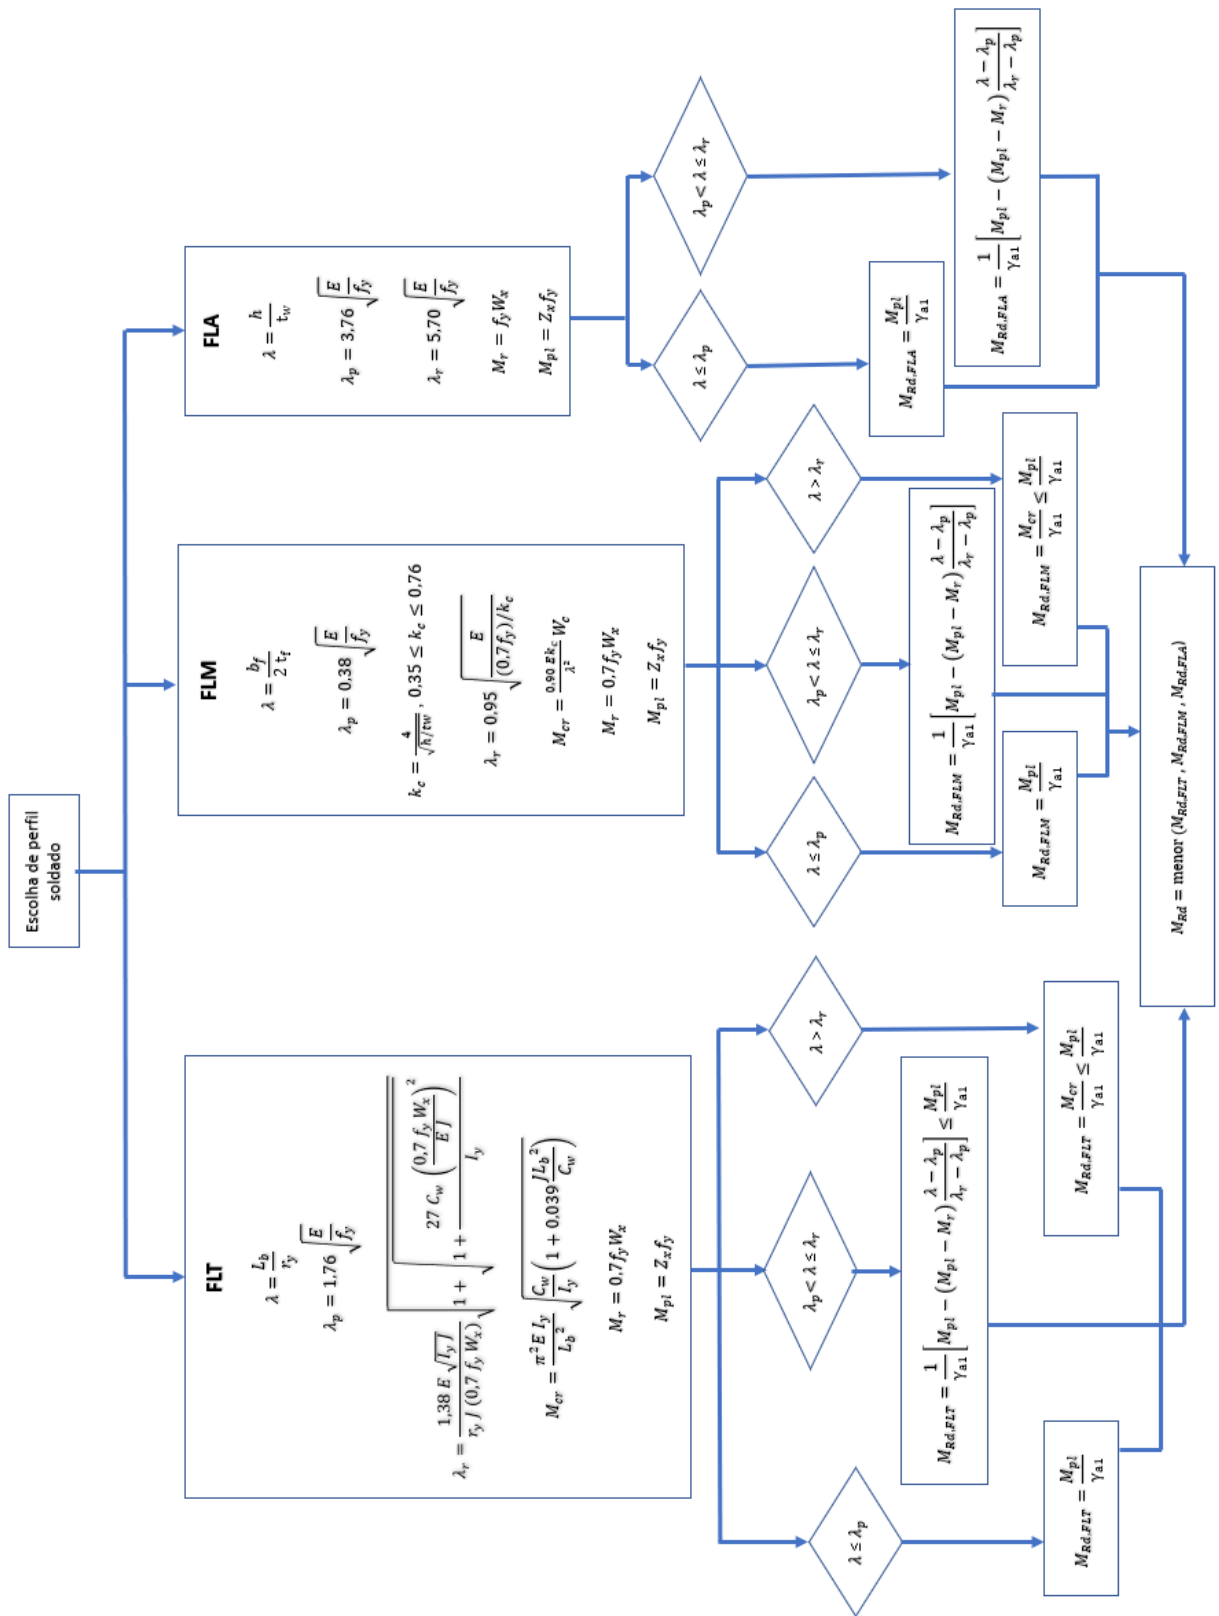 Escolha de perfil
soldado
FLT
λ = L_b / r_y
λ_p = 1,76 √(E / f_y)
λ_r = (1,38 E √(I_y J)) / (r_y J (0,7 f_y W_x)) √(1 + √(1 + (27 C_w ((0,7 f_y W_x) / (E J))²) / I_y))
M_cr = (π² E I_y / L_b²) √((C_w / I_y) (1 + 0,039 (J L_b² / C_w)))
M_r = 0,7 f_y W_x
M_pl = Z_x f_y
λ ≤ λ_p
λ_p < λ ≤ λ_r
λ > λ_r
M_Rd,FLT = M_pl / γ_a1
M_Rd,FLT = (1 / γ_a1) [M_pl − (M_pl − M_r) (λ − λ_p) / (λ_r − λ_p)] ≤ M_pl / γ_a1
M_Rd,FLT = M_cr / γ_a1 ≤ M_pl / γ_a1
FLM
λ = b_f / (2 t_f)
λ_p = 0,38 √(E / f_y)
k_c = 4 / √(h/tw) , 0,35 ≤ k_c ≤ 0,76
λ_r = 0,95 √(E / ((0,7 f_y)/k_c))
M_cr = (0,90 E k_c / λ²) W_c
M_r = 0,7 f_y W_x
M_pl = Z_x f_y
λ ≤ λ_p
λ_p < λ ≤ λ_r
λ > λ_r
M_Rd,FLM = M_pl / γ_a1
M_Rd,FLM = (1 / γ_a1) [M_pl − (M_pl − M_r) (λ − λ_p) / (λ_r − λ_p)]
M_Rd,FLM = M_cr / γ_a1 ≤ M_pl / γ_a1
FLA
λ = h / t_w
λ_p = 3,76 √(E / f_y)
λ_r = 5,70 √(E / f_y)
M_r = f_y W_x
M_pl = Z_x f_y
λ ≤ λ_p
λ_p < λ ≤ λ_r
M_Rd,FLA = M_pl / γ_a1
M_Rd,FLA = (1 / γ_a1) [M_pl − (M_pl − M_r) (λ − λ_p) / (λ_r − λ_p)]
M_Rd = menor (M_Rd,FLT , M_Rd,FLM , M_Rd,FLA)